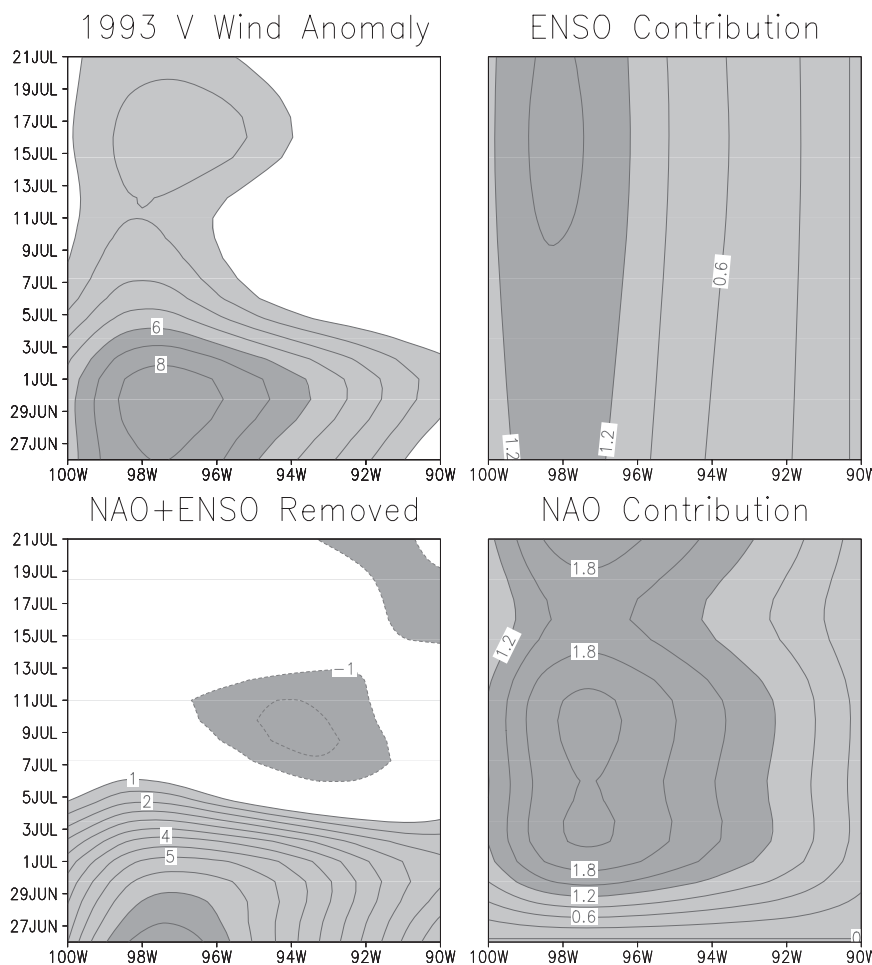 1993 V Wind Anomaly
21JUL
19JUL
17JUL
15JUL
13JUL
11JUL
9JUL
7JUL
5JUL
3JUL
1JUL
29JUN
27JUN
6
8
100W 98W 96W 94W 92W 90W
ENSO Contribution
0.6
1.2 1.2
100W 98W 96W 94W 92W 90W
NAO+ENSO Removed
21JUL
19JUL
17JUL
15JUL
13JUL
11JUL
9JUL
7JUL
5JUL
3JUL
1JUL
29JUN
27JUN
−1
1
2
4
5
100W 98W 96W 94W 92W 90W
NAO Contribution
1.8
1.2
1.8
1.8
1.2
0.6
0
100W 98W 96W 94W 92W 90W